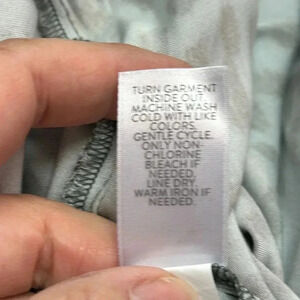 TURN GARMENT
INSIDE OUT.
MACHINE WASH
COLD WITH LIKE
COLORS.
GENTLE CYCLE.
ONLY NON-
CHLORINE
BLEACH IF
NEEDED.
LINE DRY.
WARM IRON IF
NEEDED.